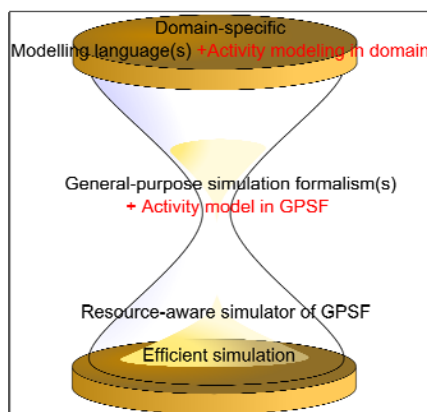 Domain-specific
Modelling language(s) +Activity modeling in domain
General-purpose simulation formalism(s)
+ Activity model in GPSF
Resource-aware simulator of GPSF
Efficient simulation